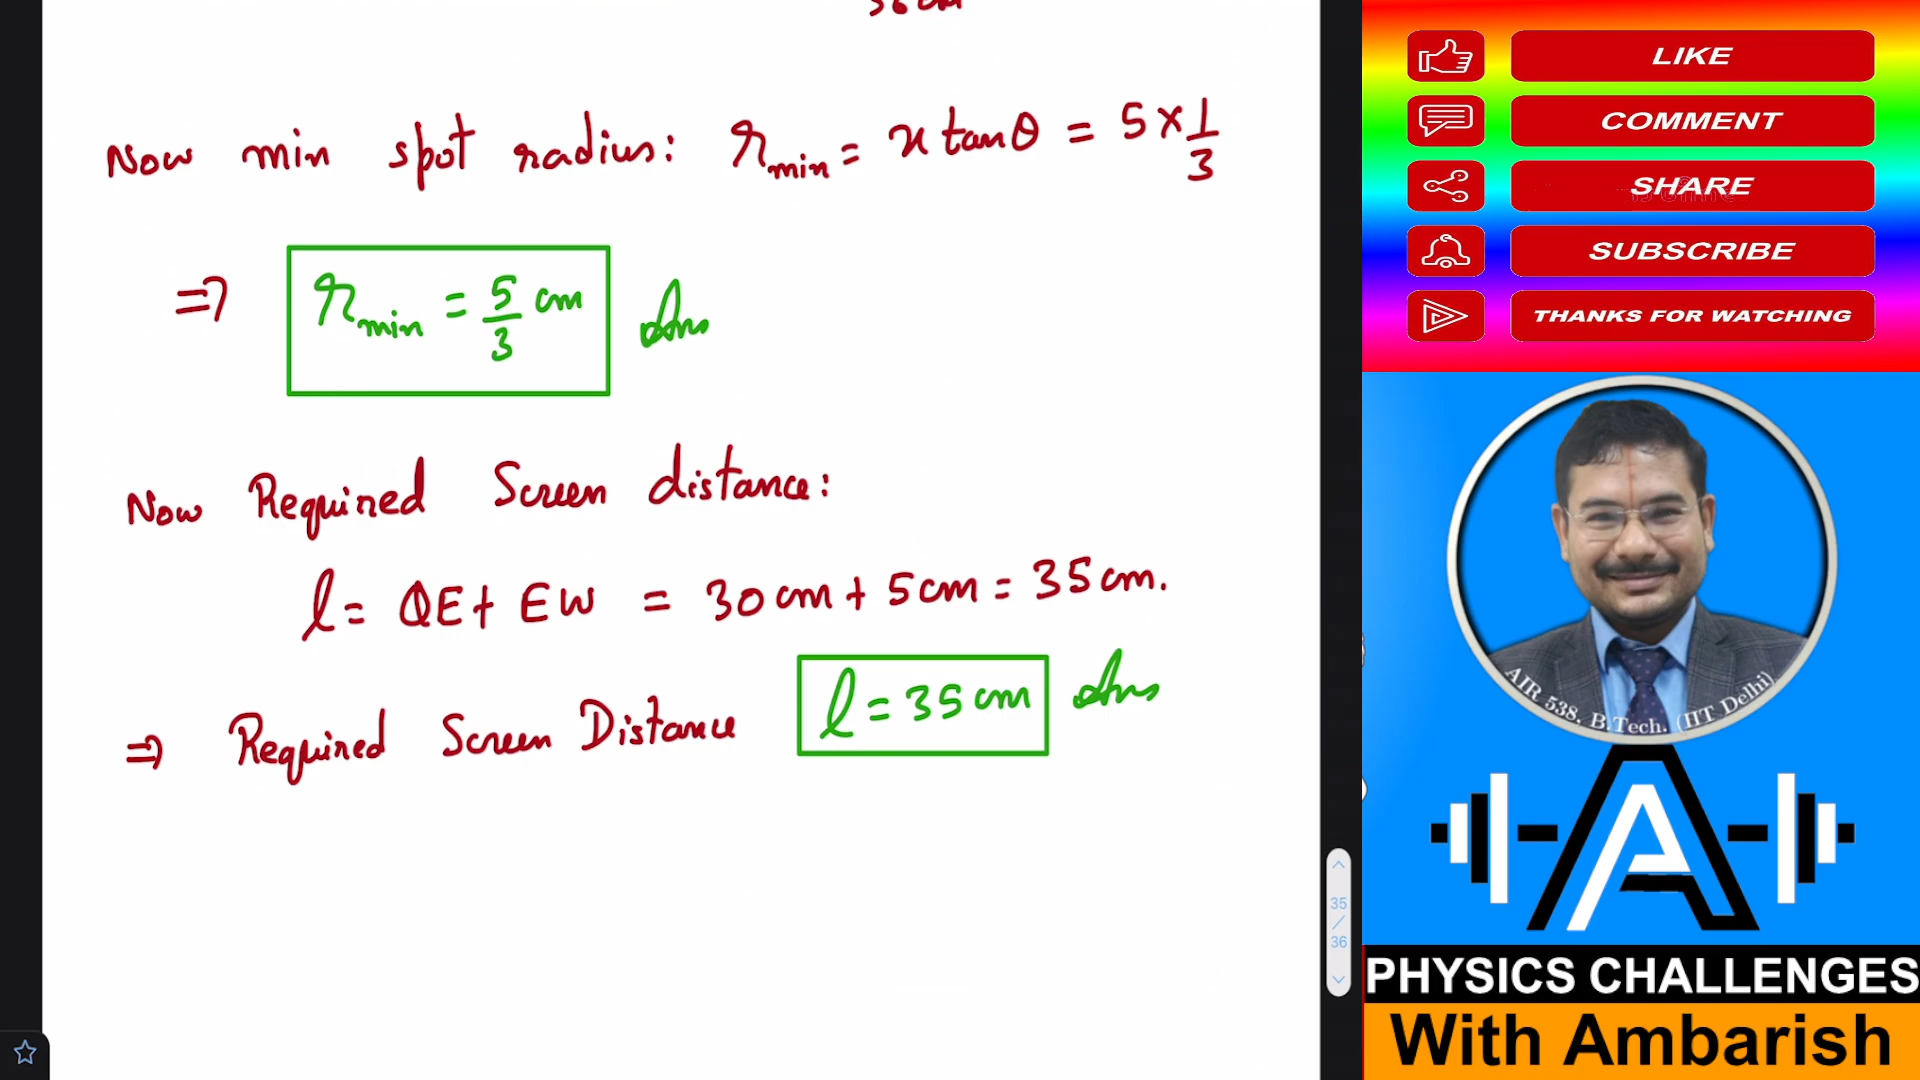 Now min spot radius: r_min = x tanθ = 5 × 1/3
⇒ r_min = 5/3 cm Ans
Now Required Screen distance:
l = QE + EW = 30 cm + 5 cm = 35 cm.
⇒ Required Screen Distance l = 35 cm Ans
35
/
36
LIKE
COMMENT
SHARE
SUBSCRIBE
THANKS FOR WATCHING
AIR 538, B.Tech. (IIT Delhi)
A
PHYSICS CHALLENGES
With Ambarish